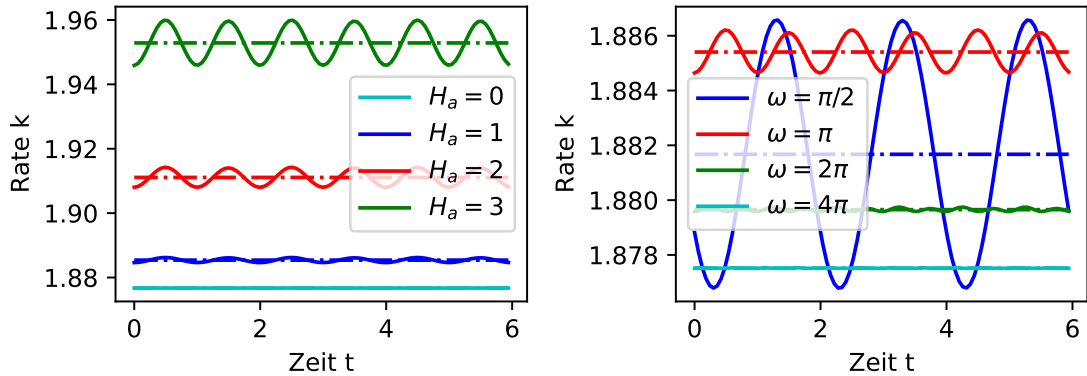 1.96
1.94
1.92
1.90
1.88
Rate k
0 2 4 6
Zeit t
H_a = 0
H_a = 1
H_a = 2
H_a = 3
1.886
1.884
1.882
1.880
1.878
Rate k
0 2 4 6
Zeit t
ω = π/2
ω = π
ω = 2π
ω = 4π